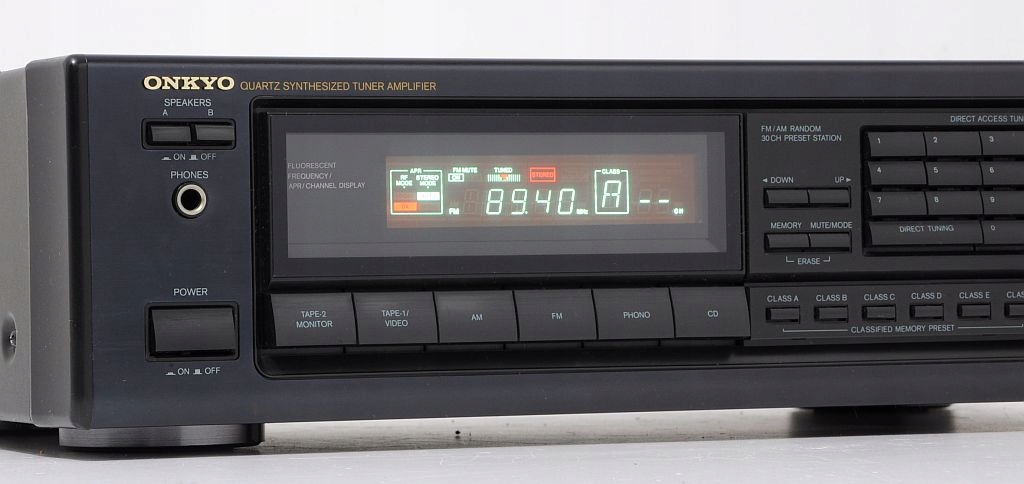 ONKYO QUARTZ SYNTHESIZED TUNER AMPLIFIER
SPEAKERS
A B
ON OFF
PHONES
POWER
ON OFF
FLUORESCENT
FREQUENCY/
APR/CHANNEL DISPLAY
APR
RF MODE
STEREO MODE
FM MUTE
ON
TUNED
STEREO
CLASS
FM 89.40 MHz A -- CH
TAPE-2
MONITOR
TAPE-1/
VIDEO
AM
FM
PHONO
CD
DIRECT ACCESS
FM/AM RANDOM
30CH PRESET STATION
DOWN UP
MEMORY MUTE/MODE
ERASE
1 2 3
4 5 6
7 8 9
DIRECT TUNING 0
CLASS A CLASS B CLASS C CLASS D CLASS E
CLASSIFIED MEMORY PRESET